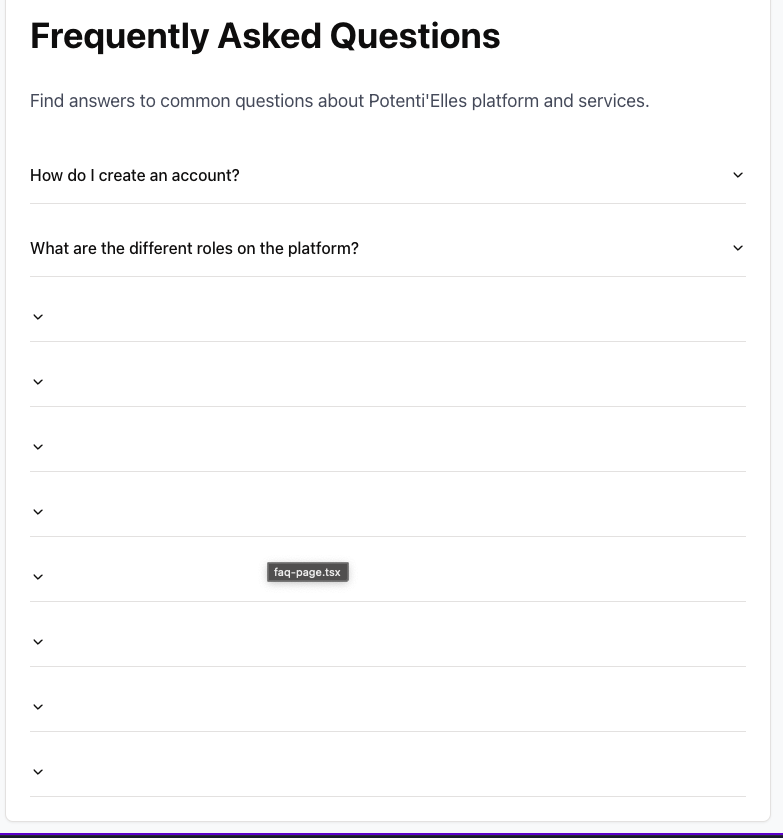 Frequently Asked Questions
Find answers to common questions about Potenti'Elles platform and services.
How do I create an account?
What are the different roles on the platform?
faq-page.tsx